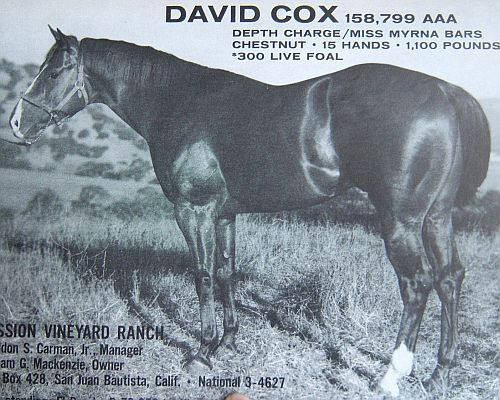 DAVID COX 158,799 AAA
DEPTH CHARGE/MISS MYRNA BARS
CHESTNUT • 15 HANDS • 1,100 POUNDS
*300 LIVE FOAL
SSION VINEYARD RANCH
don S. Carman, Jr., Manager
am G. Mackenzie, Owner
Box 428, San Juan Bautista, Calif. • National 3-4627